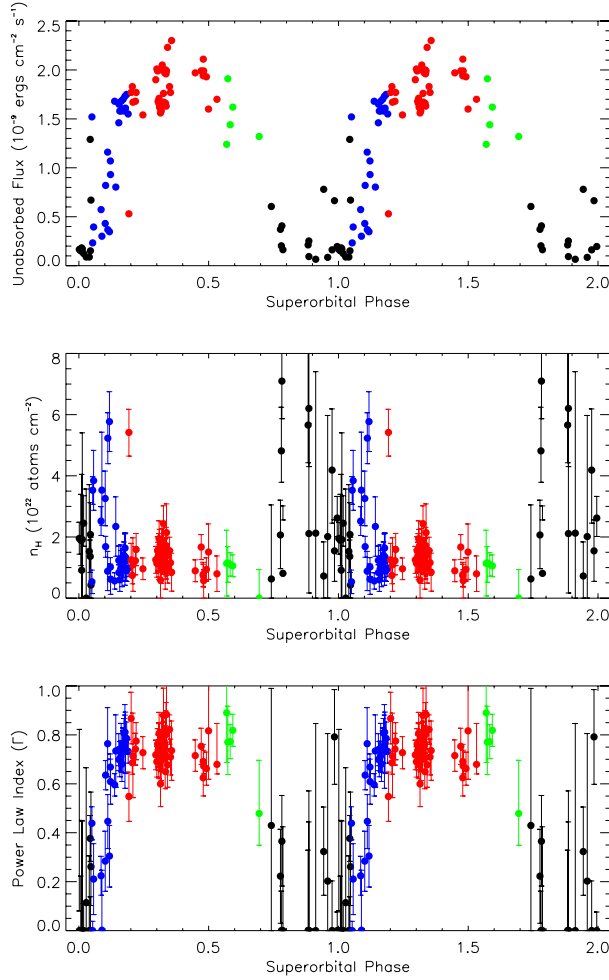 2.5
2.0
1.5
1.0
0.5
0.0
Unabsorbed Flux (10⁻⁹ ergs cm⁻² s⁻¹)
0.0 0.5 1.0 1.5 2.0
Superorbital Phase
8
6
4
2
0
n_H (10²² atoms cm⁻²)
0.0 0.5 1.0 1.5 2.0
Superorbital Phase
1.0
0.8
0.6
0.4
0.2
0.0
Power Law Index (Γ)
0.0 0.5 1.0 1.5 2.0
Superorbital Phase